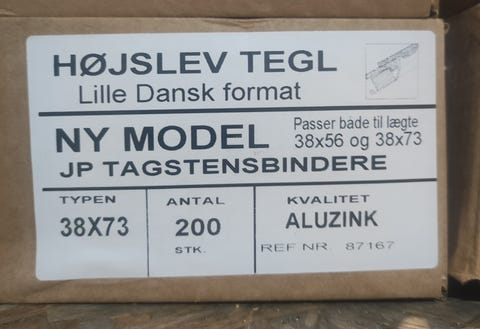 HØJSLEV TEGL
Lille Dansk format
NY MODEL
Passer både til lægte
38x56 og 38x73
JP TAGSTENSBINDERE
TYPEN
38X73
ANTAL
200
STK.
KVALITET
ALUZINK
REF NR. 87167